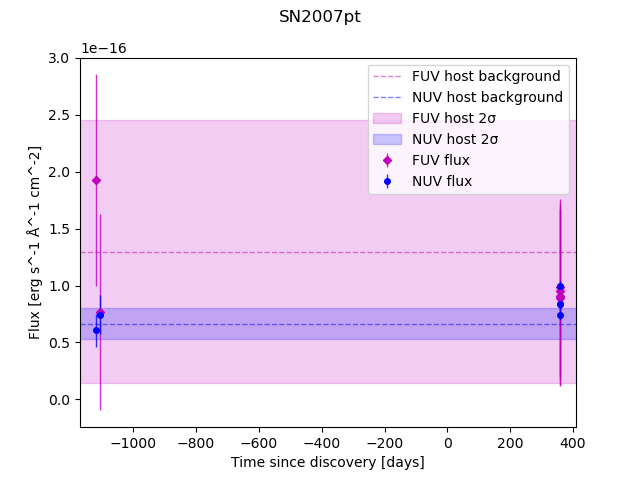 SN2007pt
1e−16
3.0
2.5
2.0
1.5
1.0
0.5
0.0
Flux [erg s^-1 Å^-1 cm^-2]
FUV host background
NUV host background
FUV host 2σ
NUV host 2σ
FUV flux
NUV flux
−1000 −800 −600 −400 −200 0 200 400
Time since discovery [days]